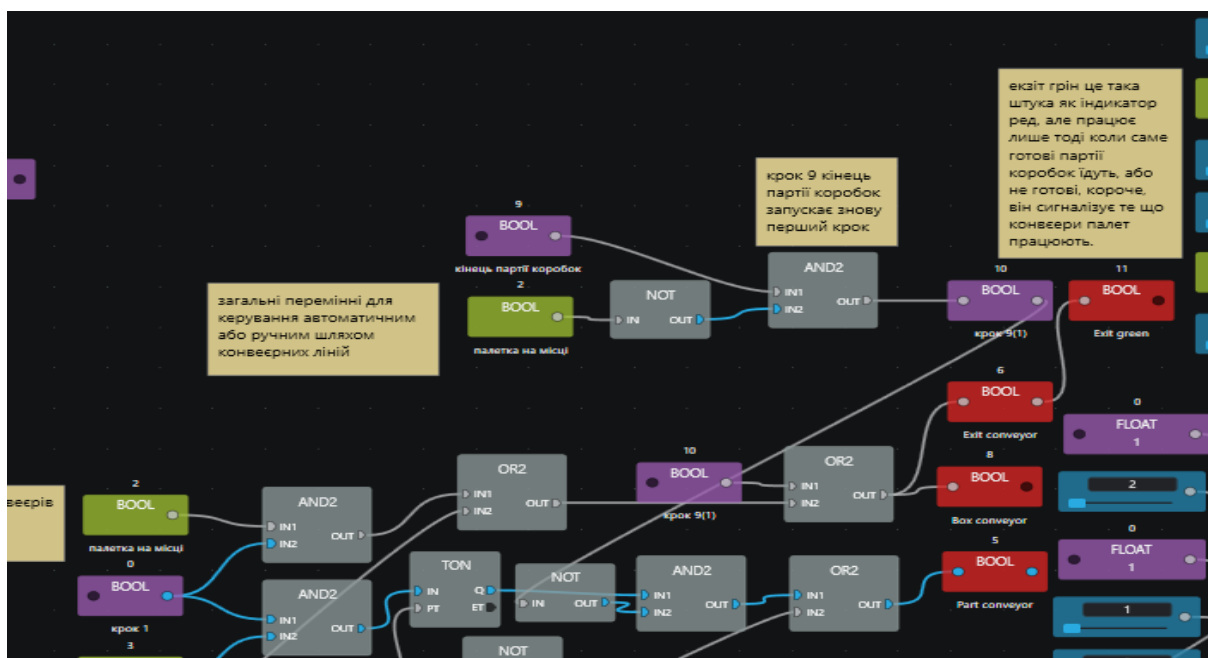 екзіт грін це така
штука як індикатор
ред, але працює
лише тоді коли саме
готові партії
коробок їдуть, або
не готові, короче,
він сигналізує те що
конвеєри палет
працюють.
крок 9 кінець
партії коробок
запускає знову
перший крок
9
BOOL
кінець партії коробок
2
BOOL
палетка на місці
NOT
IN
OUT
AND2
IN1
IN2
OUT
10
BOOL
крок 9(1)
11
BOOL
Exit green
загальні перемінні для
керування автоматичним
або ручним шляхом
конвеєрних ліній
6
BOOL
Exit conveyor
0
FLOAT
1
OR2
IN1
IN2
OUT
10
BOOL
крок 9(1)
OR2
IN1
IN2
OUT
8
BOOL
Box conveyor
2
веєрів
2
BOOL
палетка на місці
AND2
IN1
IN2
OUT
0
BOOL
крок 1
3
AND2
IN1
IN2
OUT
TON
IN
PT
Q
ET
NOT
IN
OUT
AND2
IN1
IN2
OUT
OR2
IN1
IN2
OUT
5
BOOL
Part conveyor
0
FLOAT
1
1
NOT